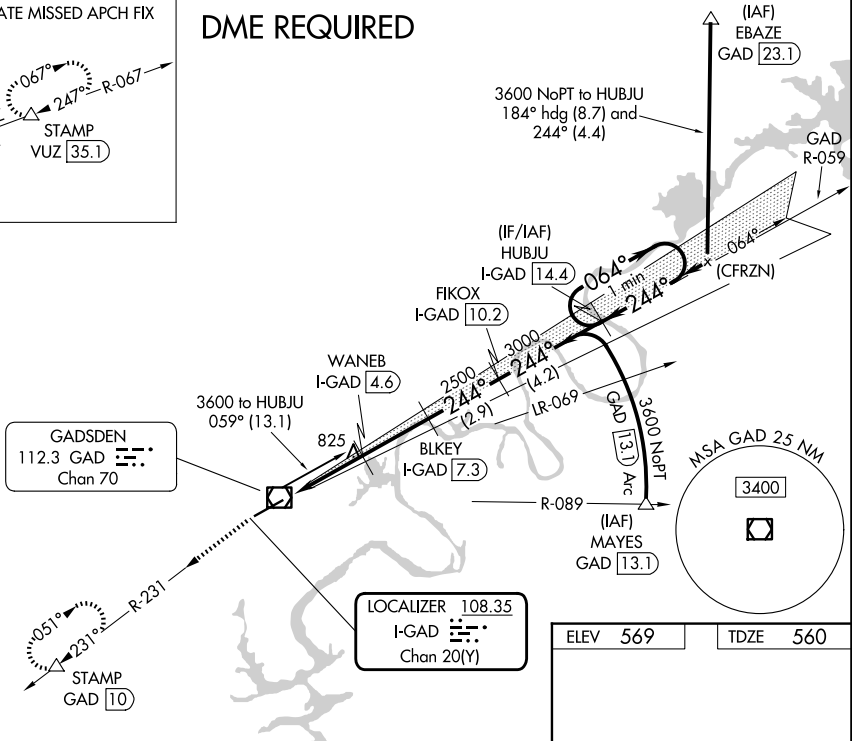 ATE MISSED APCH FIX
067°
247°
R-067
STAMP
VUZ 35.1
DME REQUIRED
(IAF)
EBAZE
GAD 23.1
3600 NoPT to HUBJU
184° hdg (8.7) and
244° (4.4)
GAD
R-059
(IF/IAF)
HUBJU
I-GAD 14.4
064°
1 min
244°
064°
(CFRZN)
FIKOX
I-GAD 10.2
3000
244°
(4.2)
WANEB
I-GAD 4.6
2500
244°
(2.9)
LR-069
3600 to HUBJU
059° (13.1)
825
BLKEY
I-GAD 7.3
3600 NoPT
GAD 13.1 Arc
GADSDEN
112.3 GAD
Chan 70
R-089
(IAF)
MAYES
GAD 13.1
MSA GAD 25 NM
3400
R-231
051°
231°
STAMP
GAD 10
LOCALIZER 108.35
I-GAD
Chan 20(Y)
ELEV 569
TDZE 560